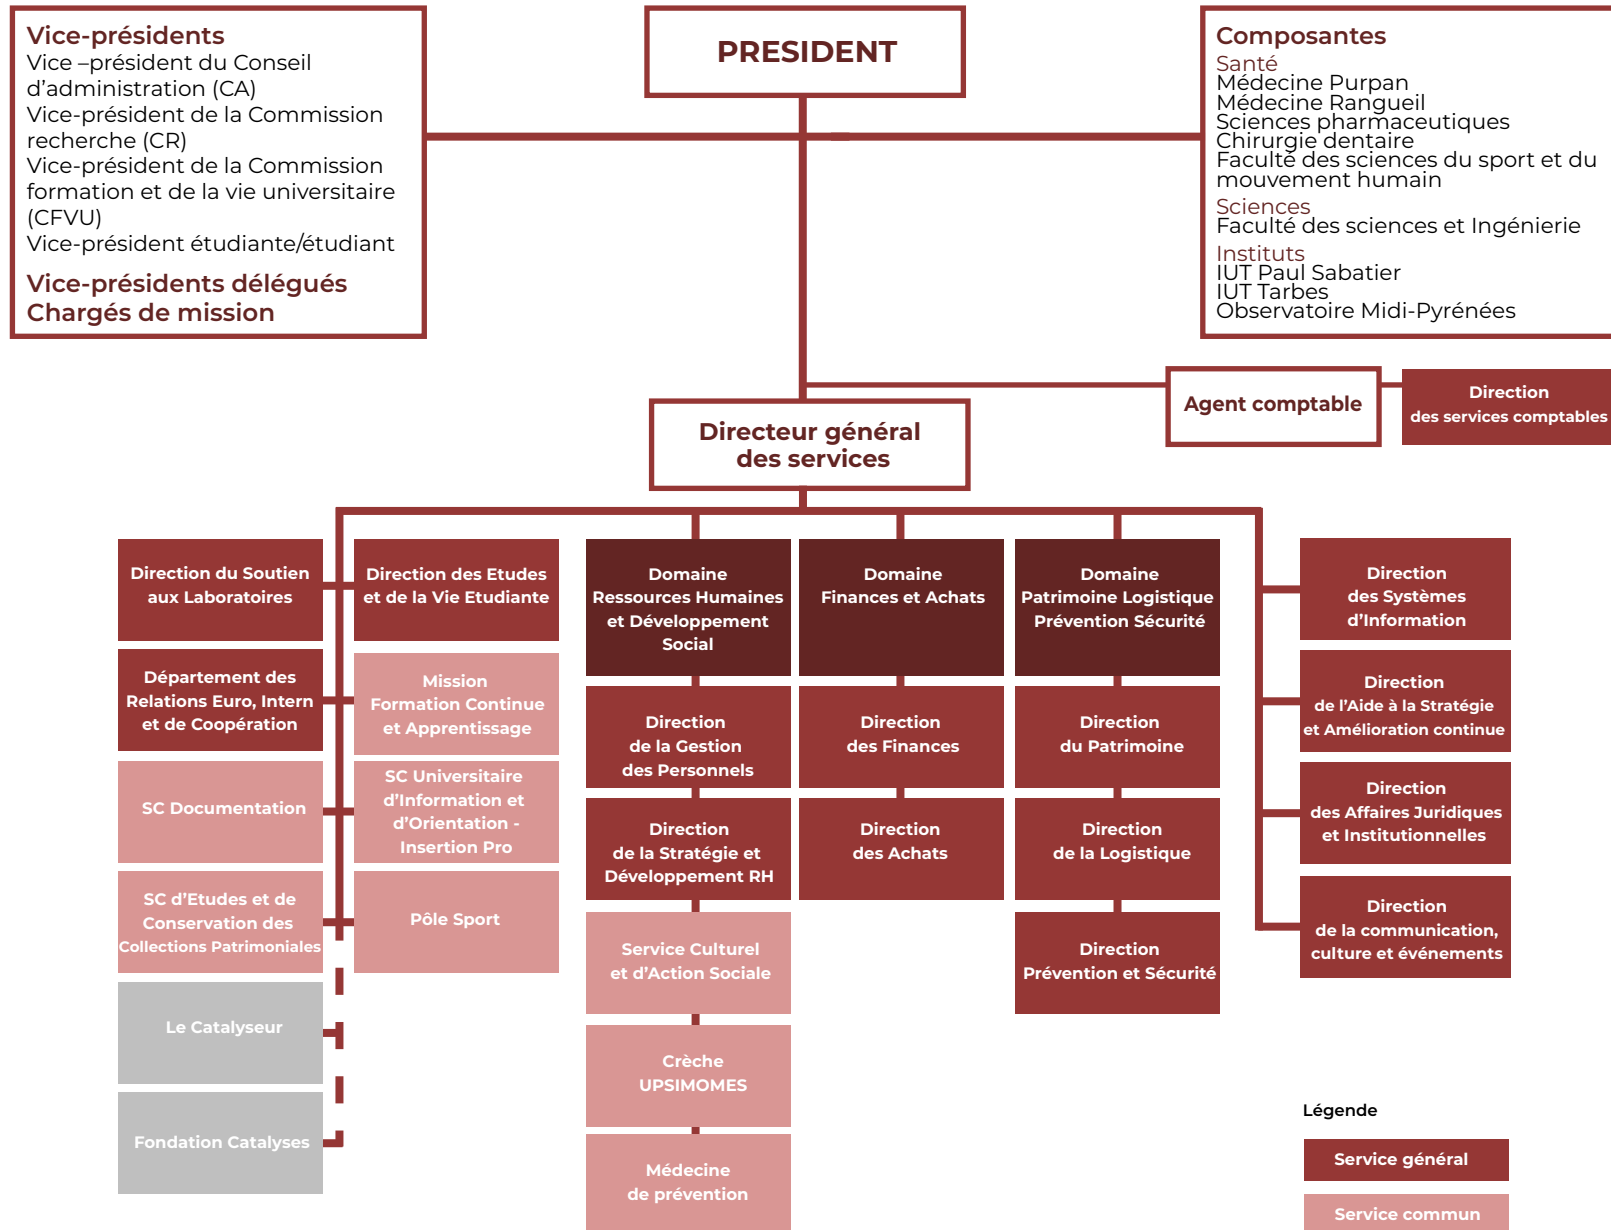 Vice-présidents
Vice –président du Conseil
d’administration (CA)
Vice-président de la Commission
recherche (CR)
Vice-président de la Commission
formation et de la vie universitaire
(CFVU)
Vice-président étudiante/étudiant
Vice-présidents délégués
Chargés de mission
PRESIDENT
Composantes
Santé
Médecine Purpan
Médecine Rangueil
Sciences pharmaceutiques
Chirurgie dentaire
Faculté des sciences du sport et du
mouvement humain
Sciences
Faculté des sciences et Ingénierie
Instituts
IUT Paul Sabatier
IUT Tarbes
Observatoire Midi-Pyrénées
Agent comptable
Direction
des services comptables
Directeur général
des services
Direction du Soutien
aux Laboratoires
Département des
Relations Euro, Intern
et de Coopération
SC Documentation
SC d’Etudes et de
Conservation des
Collections Patrimoniales
Le Catalyseur
Fondation Catalyses
Direction des Etudes
et de la Vie Etudiante
Mission
Formation Continue
et Apprentissage
SC Universitaire
d’Information et
d’Orientation -
Insertion Pro
Pôle Sport
Domaine
Ressources Humaines
et Développement
Social
Direction
de la Gestion
des Personnels
Direction
de la Stratégie et
Développement RH
Service Culturel
et d’Action Sociale
Crèche
UPSIMOMES
Médecine
de prévention
Domaine
Finances et Achats
Direction
des Finances
Direction
des Achats
Domaine
Patrimoine Logistique
Prévention Sécurité
Direction
du Patrimoine
Direction
de la Logistique
Direction
Prévention et Sécurité
Direction
des Systèmes
d’Information
Direction
de l’Aide à la Stratégie
et Amélioration continue
Direction
des Affaires Juridiques
et Institutionnelles
Direction
de la communication,
culture et événements
Légende
Service général
Service commun